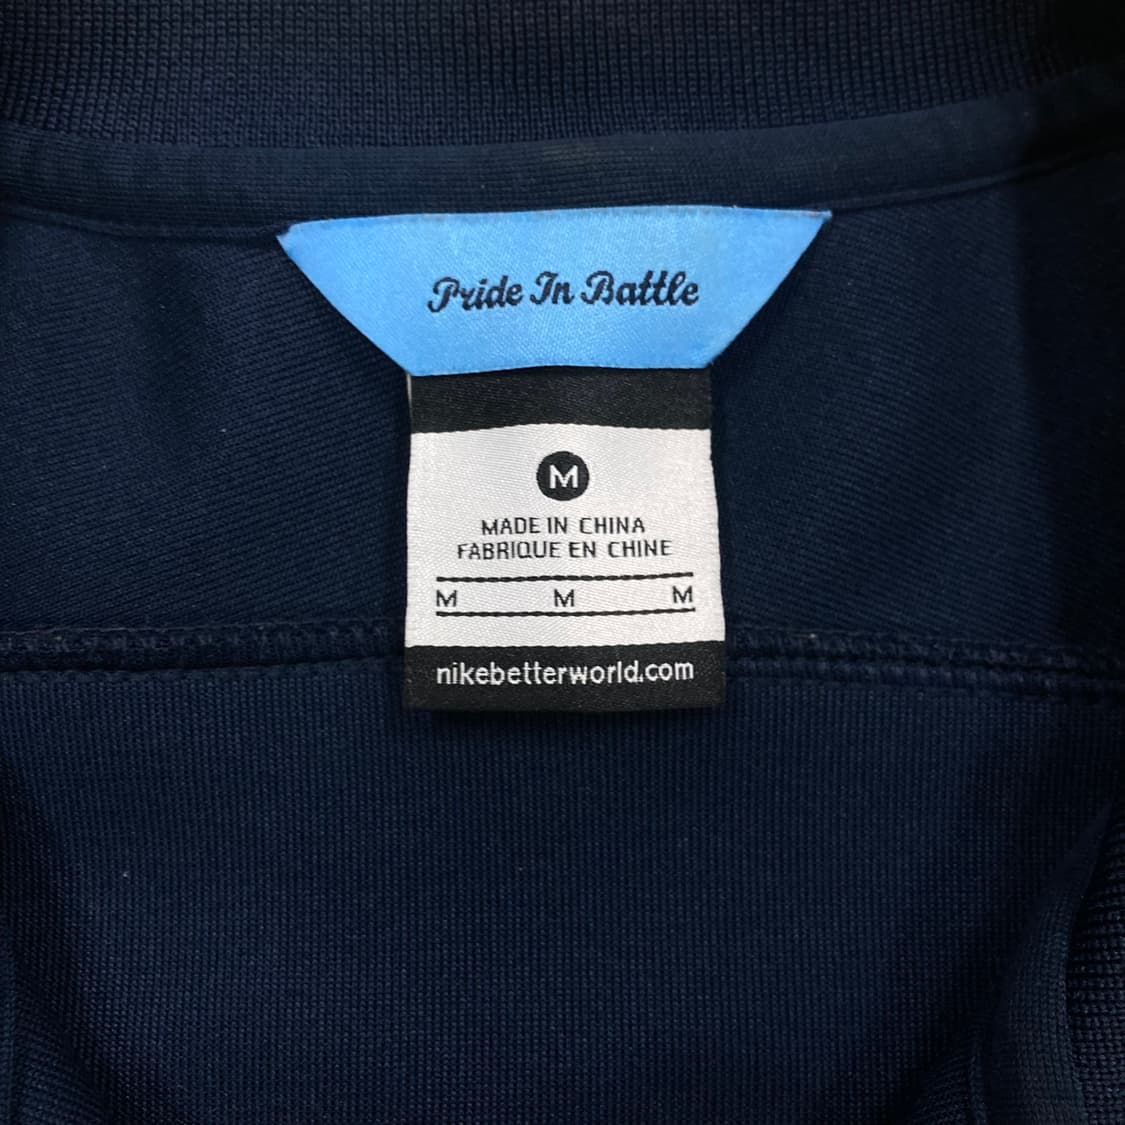 Pride In Battle
M
MADE IN CHINA
FABRIQUE EN CHINE
M M M
nikebetterworld.com